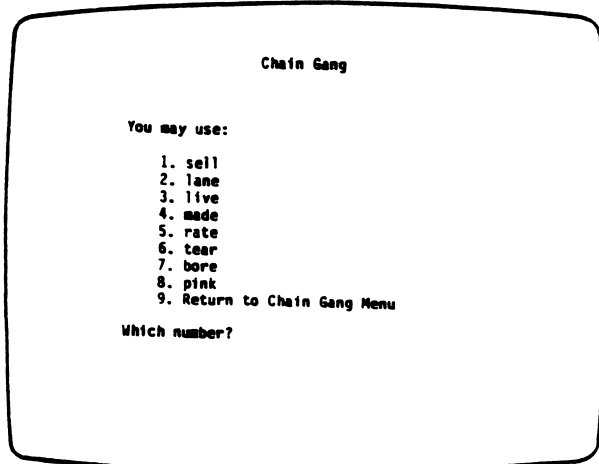 Chain Gang
You may use:
1. sell
2. lane
3. live
4. made
5. rate
6. tear
7. bore
8. pink
9. Return to Chain Gang Menu
Which number?